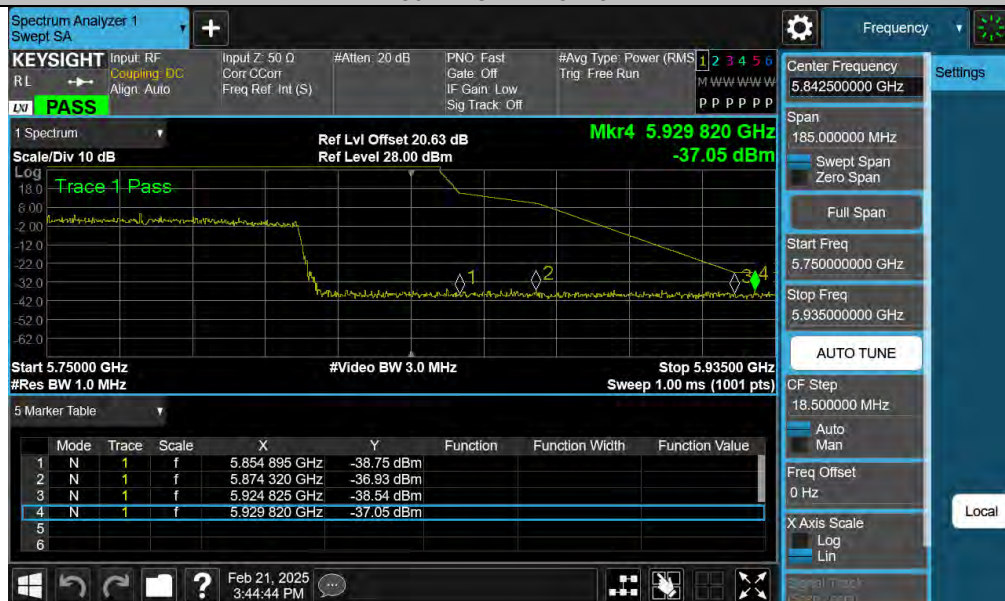 Spectrum Analyzer 1
Swept SA
+
Frequency
KEYSIGHT
RL
LXI PASS
Input: RF
Coupling: DC
Align: Auto
Input Z: 50 Ω
Corr CCorr
Freq Ref: Int (S)
#Atten: 20 dB
PNO: Fast
Gate: Off
IF Gain: Low
Sig Track: Off
#Avg Type: Power (RMS
Trig: Free Run
1 2 3 4 5 6
M W W W W W
P P P P P P
1 Spectrum
Scale/Div 10 dB
Ref Lvl Offset 20.63 dB
Ref Level 28.00 dBm
Mkr4 5.929 820 GHz
-37.05 dBm
Log
Trace 1 Pass
18.0
8.00
-2.00
-12.0
-22.0
-32.0
-42.0
-52.0
-62.0
1
2
3
4
Start 5.75000 GHz
#Res BW 1.0 MHz
#Video BW 3.0 MHz
Stop 5.93500 GHz
Sweep 1.00 ms (1001 pts)
5 Marker Table
Mode Trace Scale X Y Function Function Width Function Value
1 N 1 f 5.854 895 GHz -38.75 dBm
2 N 1 f 5.874 320 GHz -36.93 dBm
3 N 1 f 5.924 825 GHz -38.54 dBm
4 N 1 f 5.929 820 GHz -37.05 dBm
5
6
Feb 21, 2025
3:44:44 PM
Center Frequency
5.842500000 GHz
Span
185.000000 MHz
Swept Span
Zero Span
Full Span
Start Freq
5.750000000 GHz
Stop Freq
5.935000000 GHz
AUTO TUNE
CF Step
18.500000 MHz
Auto
Man
Freq Offset
0 Hz
X Axis Scale
Log
Lin
Signal Track
Settings
Local